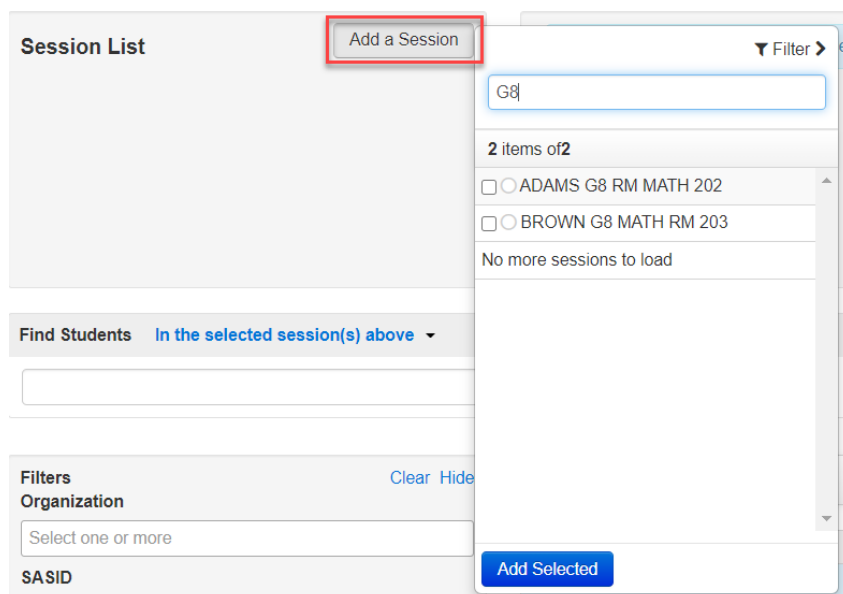 Session List
Add a Session
Filter
G8
2 items of2
ADAMS G8 RM MATH 202
BROWN G8 MATH RM 203
No more sessions to load
Find Students In the selected session(s) above
Filters
Clear Hide
Organization
Select one or more
SASID
Add Selected